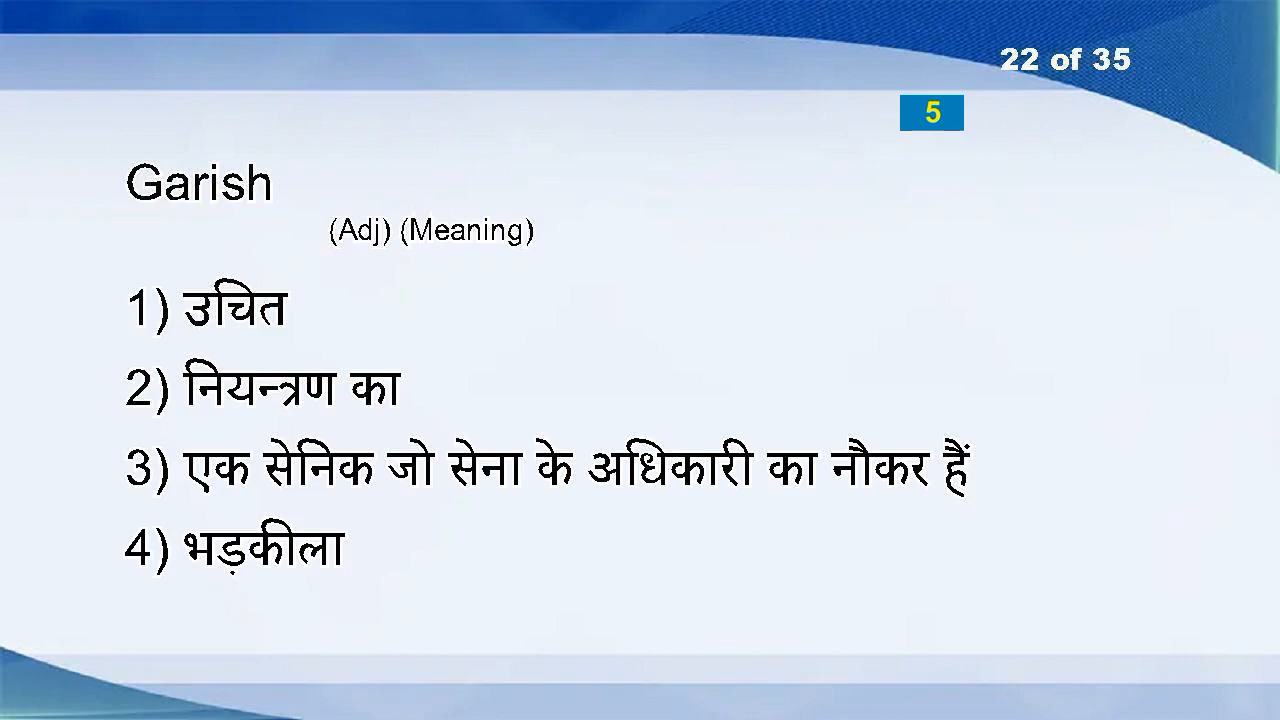 22 of 35
5
Garish
(Adj) (Meaning)
1) उचित
2) नियन्त्रण का
3) एक सेनिक जो सेना के अधिकारी का नौकर हैं
4) भड़कीला